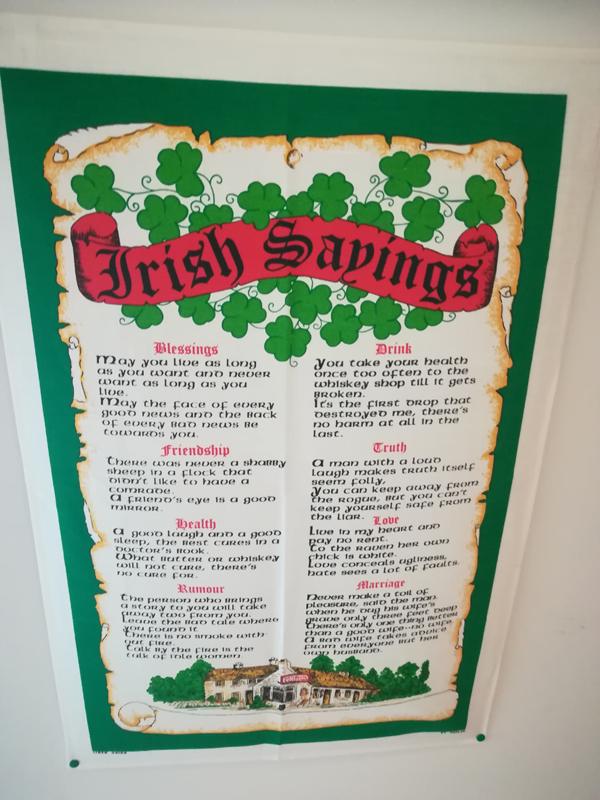 Irish Sayings
Blessings
May you live as long
as you want and never
want as long as you
live.
May the face of every
good news and the back
of every bad news be
towards you.
Friendship
There was never a shabby
sheep in a flock that
didn't like to have a
comrade.
A friend's eye is a good
mirror.
Health
A good laugh and a good
sleep, the best cures in a
doctor's book.
What butter or whiskey
will not cure, there's
no cure for.
Rumour
The person who brings
a story to you will take
away two from you.
Leave the bad tale where
you found it.
There is no smoke with-
out fire.
Talk by the fire is the
talk of idle women.
Drink
You take your health
once too often to the
whiskey shop till it gets
broken.
It's the first drop that
destroyed me, there's
no harm at all in the
last.
Truth
A man with a loud
laugh makes truth itself
seem folly.
You can keep away from
the rogue, but you can't
keep yourself safe from
the liar.
Love
Live in my heart and
pay no rent.
To the raven her own
chick is white.
Love conceals ugliness,
hate sees a lot of faults.
Marriage
Never make a toil of
pleasure, said the man
when he dug his wife's
grave only three feet deep
There's only one thing better
than a good wife--no wife.
A bad wife takes advice
from everyone but her
own husband.